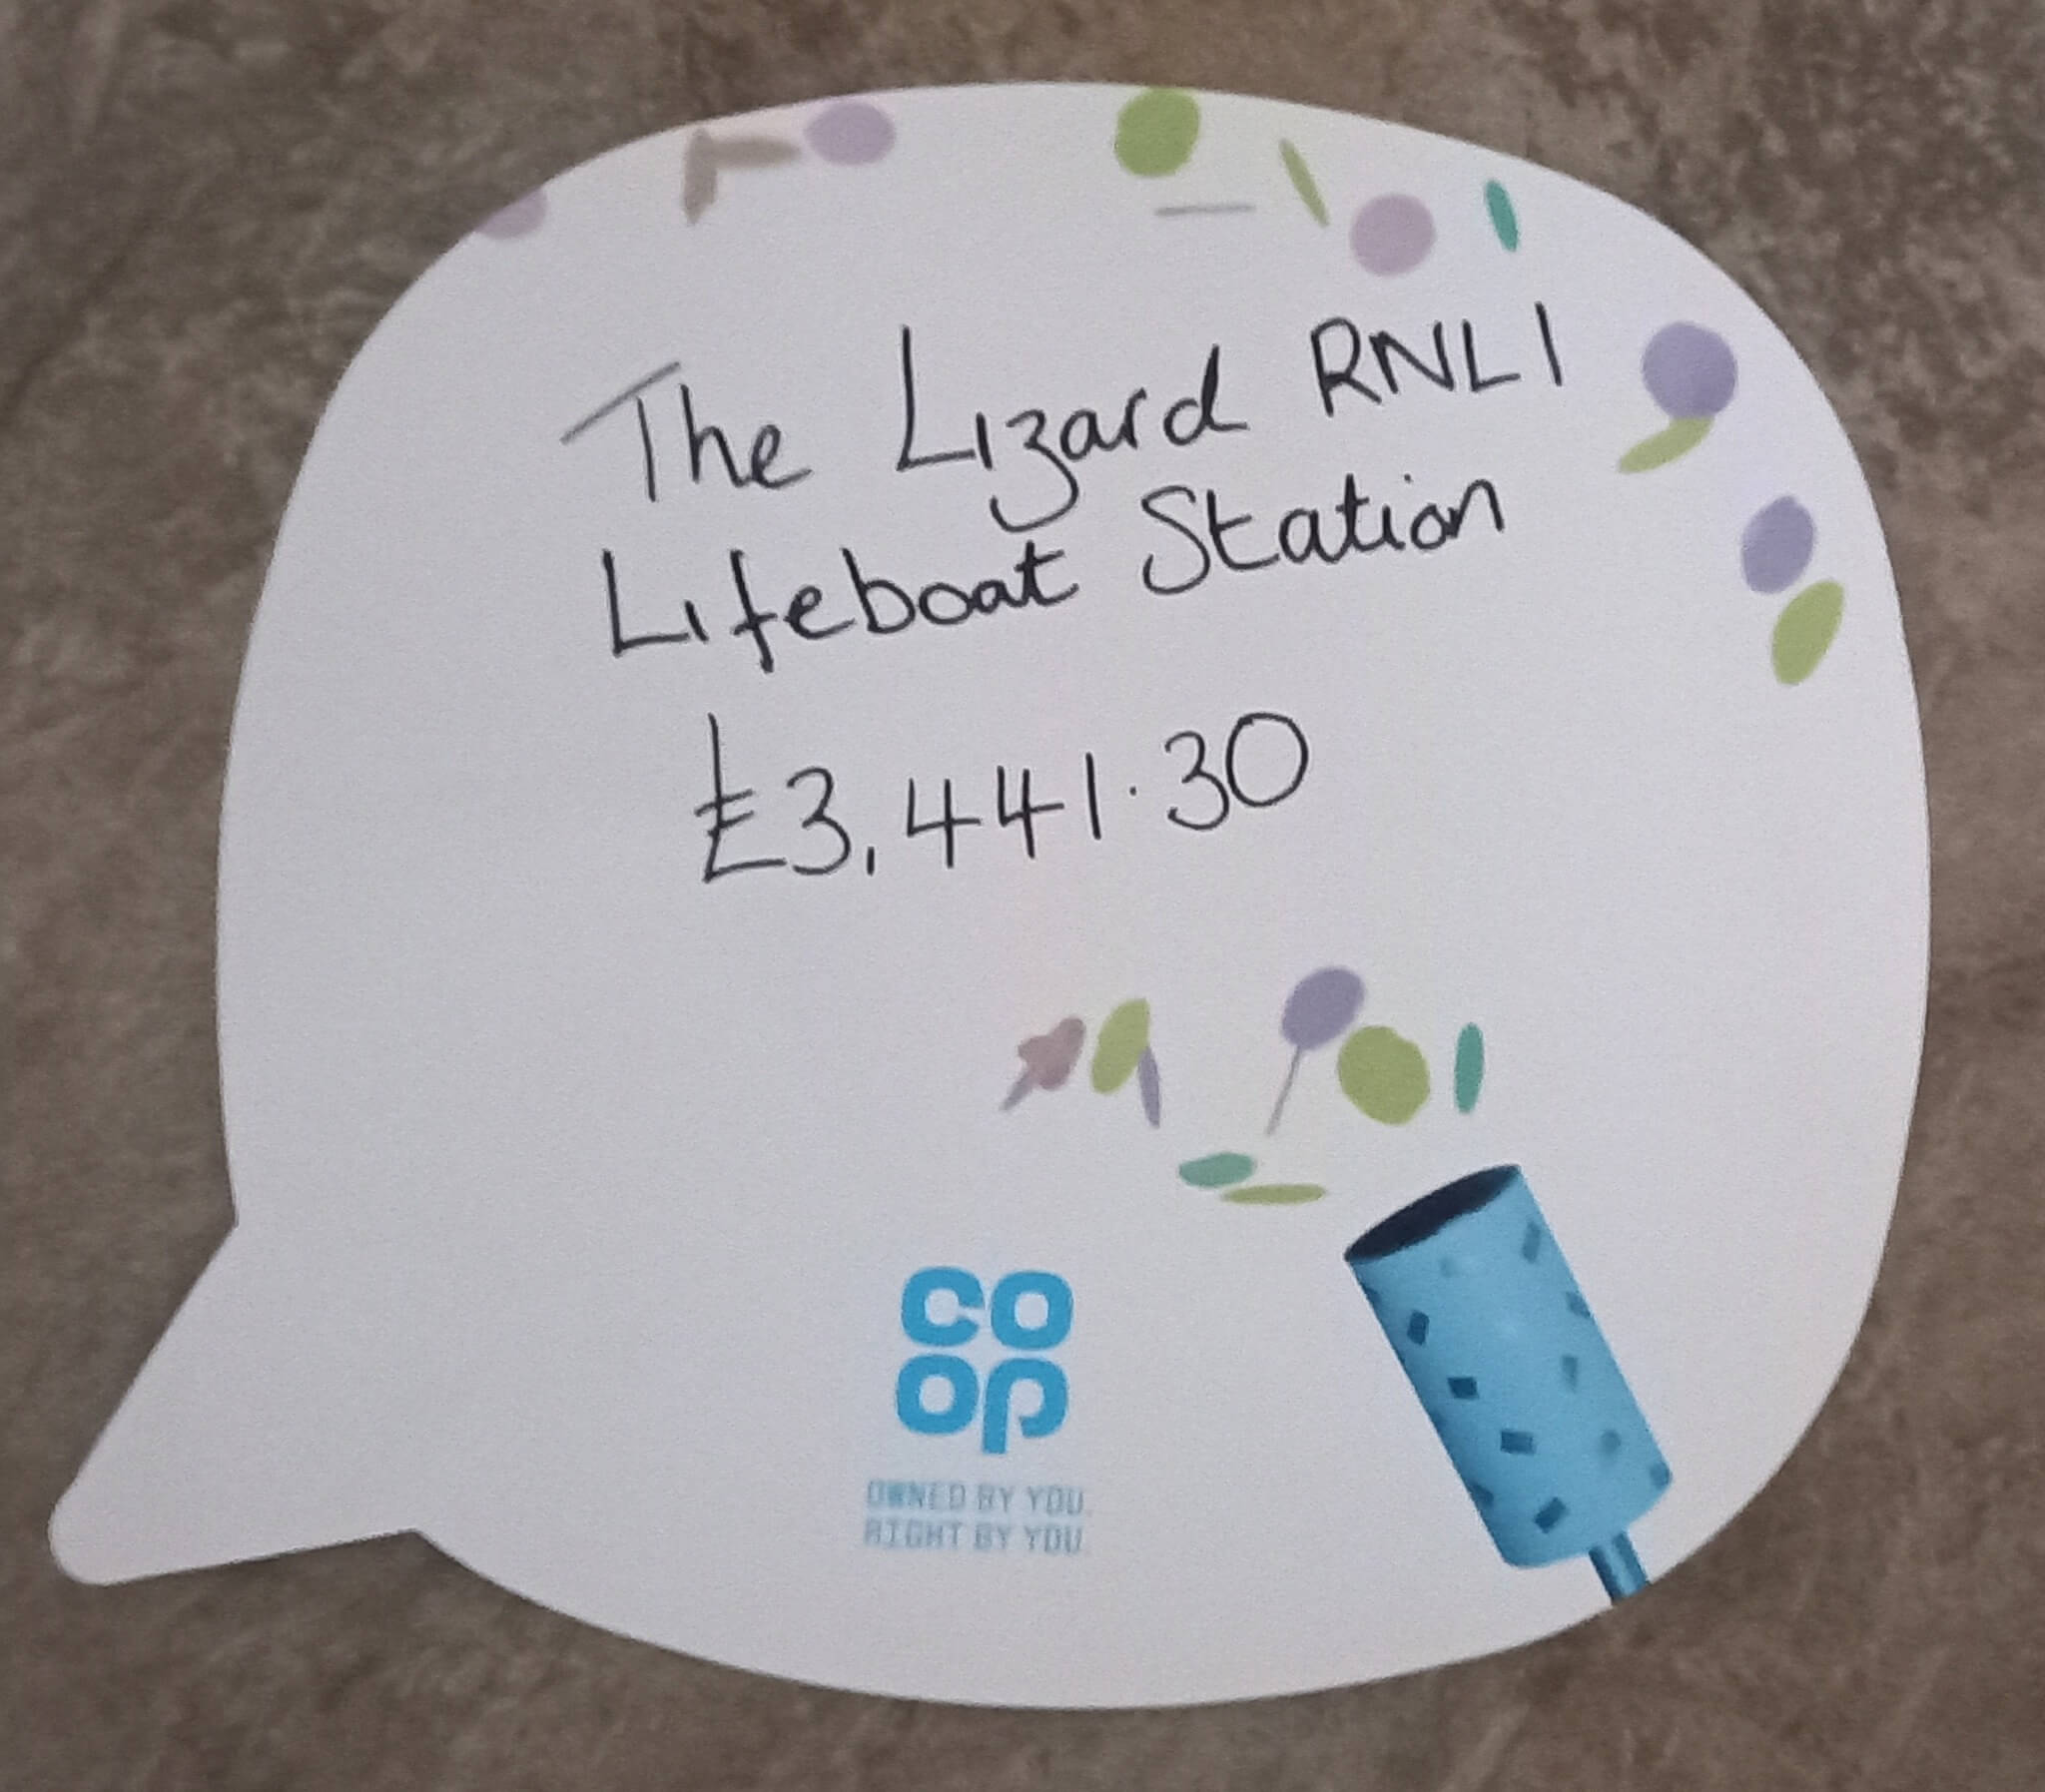 The Lizard RNLI
Lifeboat Station
£3,441.30
CO
OP
OWNED BY YOU.
RIGHT BY YOU.